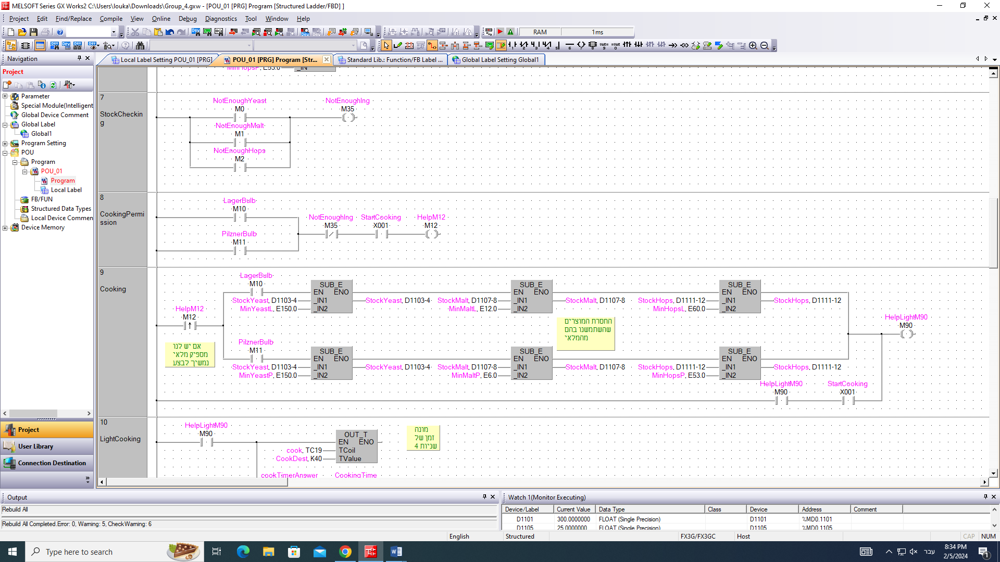 MELSOFT Series GX Works2 C:\Users\louka\Downloads\Group_4.gxw - [POU_01 [PRG] Program [Structured Ladder/FBD] ]
Project Edit Find/Replace Compile View Online Debug Diagnostics Tool Window Help
RAM 1ms
Navigation
Local Label Setting POU_01 [PRG]
POU_01 [PRG] Program [Str...
Standard Lib.: Function/FB Label ...
Global Label Setting Global1
Project
Parameter
Special Module(Intelligent
Global Device Comment
Global Label
Global1
Program Setting
POU
Program
POU_01
Program
Local Label
FB/FUN
Structured Data Types
Local Device Commen
Device Memory
Project
User Library
Connection Destination
MinHopsP, E53.0 _IN
7
StockCheckin
g
NotEnoughYeast NotEnoughIng
M0 M35
NotEnoughMalt
M1
NotEnoughHops
M2
8
CookingPermi
ssion
LagerBulb
M10
NotEnoughIng StartCooking HelpM12
M35 X001 M12
PilznerBulb
M11
9
Cooking
LagerBulb
M10
SUB_E SUB_E SUB_E
EN ENO EN ENO EN ENO
StockYeast, D1103-4 _IN1 StockYeast, D1103-4 StockMalt, D1107-8 _IN1 StockMalt, D1107-8 StockHops, D1111-12 _IN1 StockHops, D1111-12
MinYeastL, E150.0 _IN2 MinMaltL, E12.0 _IN2 MinHopsL, E60.0 _IN2
HelpM12
M12
HelpLightM90
M90
החסרת המוצרים
שהשתמשנו בהם
מהמלאי
אם יש לנו
מספיק מלאי
נמשיך לבצע
PilznerBulb
M11
SUB_E SUB_E SUB_E
EN ENO EN ENO EN ENO
StockYeast, D1103-4 _IN1 StockYeast, D1103-4 StockMalt, D1107-8 _IN1 StockMalt, D1107-8 StockHops, D1111-12 _IN1 StockHops, D1111-12
MinYeastP, E150.0 _IN2 MinMaltP, E6.0 _IN2 MinHopsP, E53.0 _IN2
HelpLightM90 StartCooking
M90 X001
10
LightCooking
HelpLightM90
M90
OUT_T
EN ENO
cook, TC19 TCoil
CookDest, K40 TValue
מונה
זמן של
4 שניות
cookTimerAnswer CookingTime
Output
Rebuild All
Rebuild All Completed.Error: 0, Warning: 5, CheckWarning: 6
Watch 1(Monitor Executing)
Device/Label Current Value Data Type Class Device Address Comment
D1101 300.0000000 FLOAT (Single Precision) D1101 %MD0.1101
D1105 25.0000000 FLOAT (Single Precision) D1105 %MD0.1105
English Structured FX3G/FX3GC Host CAP NUM
Type here to search
עבר
8:34 PM
2/5/2024
1